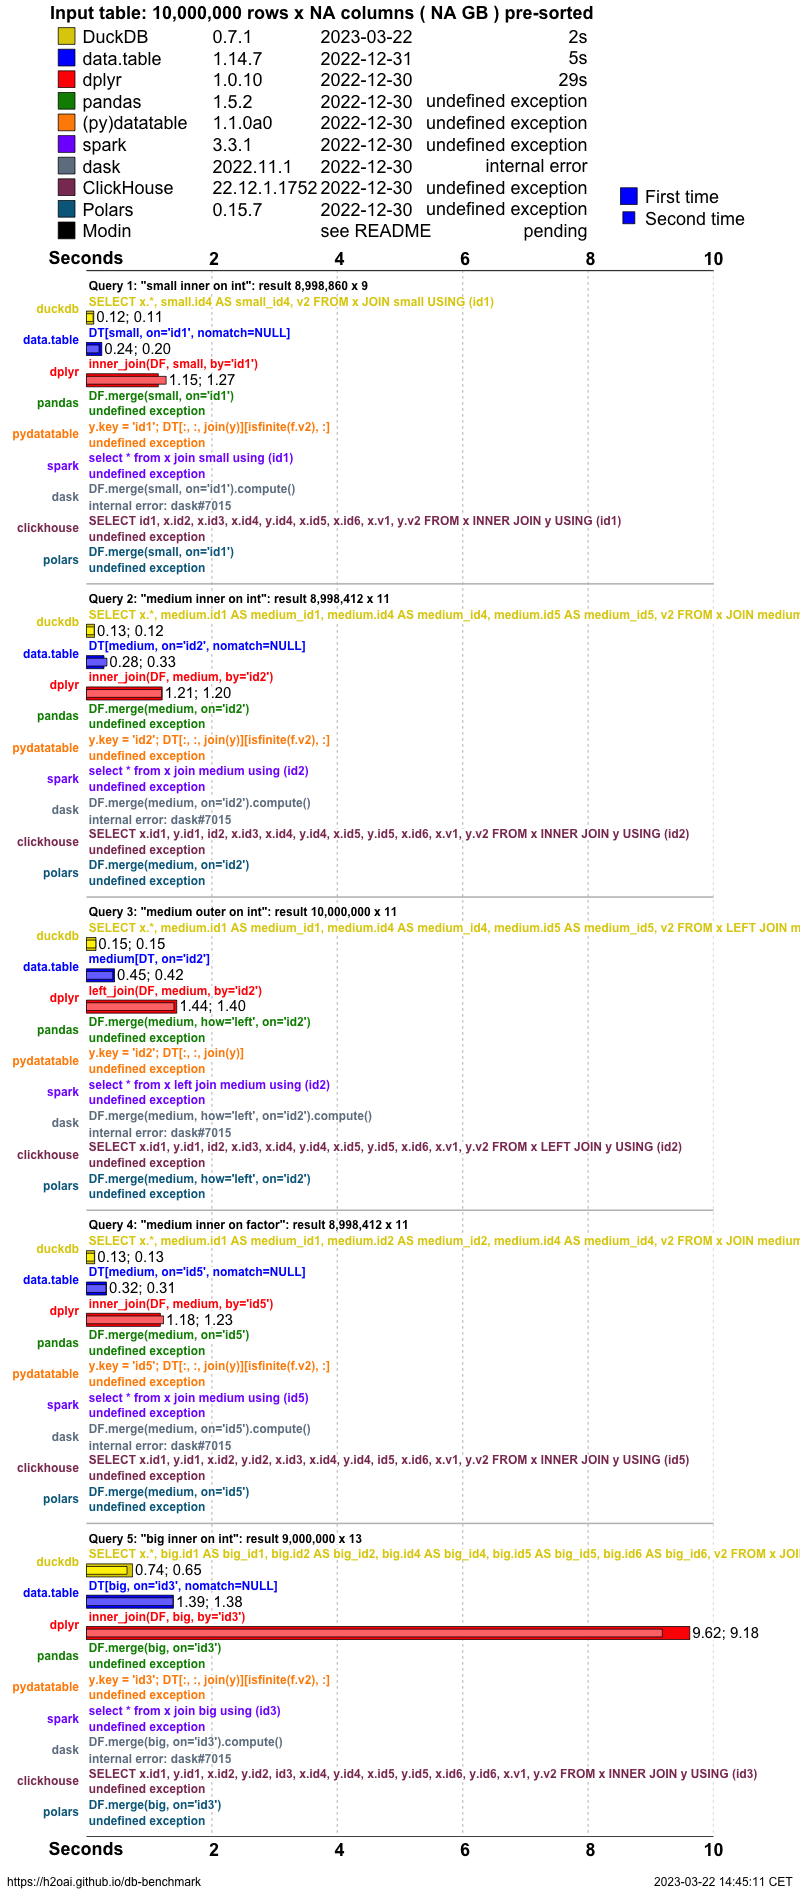 Input table: 10,000,000 rows x NA columns ( NA GB ) pre-sorted
DuckDB 0.7.1 2023-03-22 2s
data.table 1.14.7 2022-12-31 5s
dplyr 1.0.10 2022-12-30 29s
pandas 1.5.2 2022-12-30 undefined exception
(py)datatable 1.1.0a0 2022-12-30 undefined exception
spark 3.3.1 2022-12-30 undefined exception
dask 2022.11.1 2022-12-30 internal error
ClickHouse 22.12.1.1752 2022-12-30 undefined exception
Polars 0.15.7 2022-12-30 undefined exception
Modin see README pending
First time
Second time
Seconds 2 4 6 8 10
Query 1: "small inner on int": result 8,998,860 x 9
duckdb SELECT x.*, small.id4 AS small_id4, v2 FROM x JOIN small USING (id1)
0.12; 0.11
data.table DT[small, on='id1', nomatch=NULL]
0.24; 0.20
dplyr inner_join(DF, small, by='id1')
1.15; 1.27
pandas DF.merge(small, on='id1')
undefined exception
pydatatable y.key = 'id1'; DT[:, :, join(y)][isfinite(f.v2), :]
undefined exception
spark select * from x join small using (id1)
undefined exception
dask DF.merge(small, on='id1').compute()
internal error: dask#7015
clickhouse SELECT id1, x.id2, x.id3, x.id4, y.id4, x.id5, x.id6, x.v1, y.v2 FROM x INNER JOIN y USING (id1)
undefined exception
polars DF.merge(small, on='id1')
undefined exception
Query 2: "medium inner on int": result 8,998,412 x 11
duckdb SELECT x.*, medium.id1 AS medium_id1, medium.id4 AS medium_id4, medium.id5 AS medium_id5, v2 FROM x JOIN medium
0.13; 0.12
data.table DT[medium, on='id2', nomatch=NULL]
0.28; 0.33
dplyr inner_join(DF, medium, by='id2')
1.21; 1.20
pandas DF.merge(medium, on='id2')
undefined exception
pydatatable y.key = 'id2'; DT[:, :, join(y)][isfinite(f.v2), :]
undefined exception
spark select * from x join medium using (id2)
undefined exception
dask DF.merge(medium, on='id2').compute()
internal error: dask#7015
clickhouse SELECT x.id1, y.id1, id2, x.id3, x.id4, y.id4, x.id5, y.id5, x.id6, x.v1, y.v2 FROM x INNER JOIN y USING (id2)
undefined exception
polars DF.merge(medium, on='id2')
undefined exception
Query 3: "medium outer on int": result 10,000,000 x 11
duckdb SELECT x.*, medium.id1 AS medium_id1, medium.id4 AS medium_id4, medium.id5 AS medium_id5, v2 FROM x LEFT JOIN m
0.15; 0.15
data.table medium[DT, on='id2']
0.45; 0.42
dplyr left_join(DF, medium, by='id2')
1.44; 1.40
pandas DF.merge(medium, how='left', on='id2')
undefined exception
pydatatable y.key = 'id2'; DT[:, :, join(y)]
undefined exception
spark select * from x left join medium using (id2)
undefined exception
dask DF.merge(medium, how='left', on='id2').compute()
internal error: dask#7015
clickhouse SELECT x.id1, y.id1, id2, x.id3, x.id4, y.id4, x.id5, y.id5, x.id6, x.v1, y.v2 FROM x LEFT JOIN y USING (id2)
undefined exception
polars DF.merge(medium, how='left', on='id2')
undefined exception
Query 4: "medium inner on factor": result 8,998,412 x 11
duckdb SELECT x.*, medium.id1 AS medium_id1, medium.id2 AS medium_id2, medium.id4 AS medium_id4, v2 FROM x JOIN medium
0.13; 0.13
data.table DT[medium, on='id5', nomatch=NULL]
0.32; 0.31
dplyr inner_join(DF, medium, by='id5')
1.18; 1.23
pandas DF.merge(medium, on='id5')
undefined exception
pydatatable y.key = 'id5'; DT[:, :, join(y)][isfinite(f.v2), :]
undefined exception
spark select * from x join medium using (id5)
undefined exception
dask DF.merge(medium, on='id5').compute()
internal error: dask#7015
clickhouse SELECT x.id1, y.id1, x.id2, y.id2, x.id3, x.id4, y.id4, id5, x.id6, x.v1, y.v2 FROM x INNER JOIN y USING (id5)
undefined exception
polars DF.merge(medium, on='id5')
undefined exception
Query 5: "big inner on int": result 9,000,000 x 13
duckdb SELECT x.*, big.id1 AS big_id1, big.id2 AS big_id2, big.id4 AS big_id4, big.id5 AS big_id5, big.id6 AS big_id6, v2 FROM x JOI
0.74; 0.65
data.table DT[big, on='id3', nomatch=NULL]
1.39; 1.38
dplyr inner_join(DF, big, by='id3')
9.62; 9.18
pandas DF.merge(big, on='id3')
undefined exception
pydatatable y.key = 'id3'; DT[:, :, join(y)][isfinite(f.v2), :]
undefined exception
spark select * from x join big using (id3)
undefined exception
dask DF.merge(big, on='id3').compute()
internal error: dask#7015
clickhouse SELECT x.id1, y.id1, x.id2, y.id2, id3, x.id4, y.id4, x.id5, y.id5, x.id6, y.id6, x.v1, y.v2 FROM x INNER JOIN y USING (id3)
undefined exception
polars DF.merge(big, on='id3')
undefined exception
Seconds 2 4 6 8 10
https://h2oai.github.io/db-benchmark 2023-03-22 14:45:11 CET